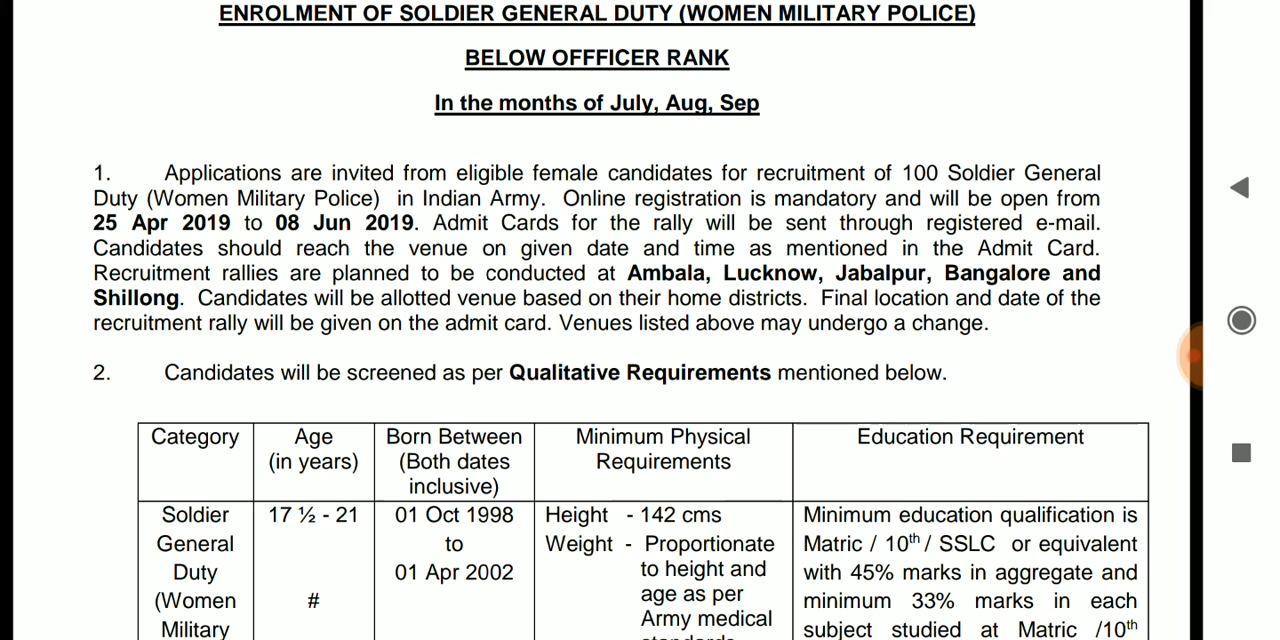 ENROLMENT OF SOLDIER GENERAL DUTY (WOMEN MILITARY POLICE)
BELOW OFFFICER RANK
In the months of July, Aug, Sep
1. Applications are invited from eligible female candidates for recruitment of 100 Soldier General
Duty (Women Military Police) in Indian Army. Online registration is mandatory and will be open from
25 Apr 2019 to 08 Jun 2019. Admit Cards for the rally will be sent through registered e-mail.
Candidates should reach the venue on given date and time as mentioned in the Admit Card.
Recruitment rallies are planned to be conducted at Ambala, Lucknow, Jabalpur, Bangalore and
Shillong. Candidates will be allotted venue based on their home districts. Final location and date of the
recruitment rally will be given on the admit card. Venues listed above may undergo a change.
2. Candidates will be screened as per Qualitative Requirements mentioned below.
Category
Age
(in years)
Born Between
(Both dates
inclusive)
Minimum Physical
Requirements
Education Requirement
Soldier
General
Duty
(Women
Military
17 ½ - 21
#
01 Oct 1998
to
01 Apr 2002
Height - 142 cms
Weight - Proportionate
to height and
age as per
Army medical
standards
Minimum education qualification is
Matric / 10th / SSLC or equivalent
with 45% marks in aggregate and
minimum 33% marks in each
subject studied at Matric /10th